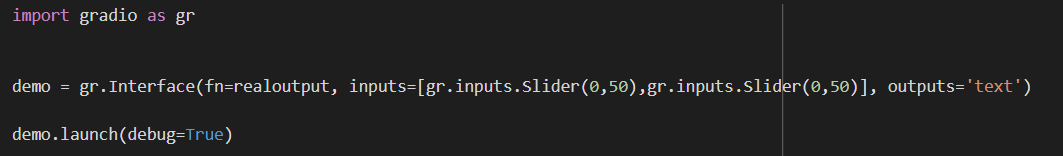 import gradio as gr
demo = gr.Interface(fn=realoutput, inputs=[gr.inputs.Slider(0,50),gr.inputs.Slider(0,50)], outputs='text')
demo.launch(debug=True)